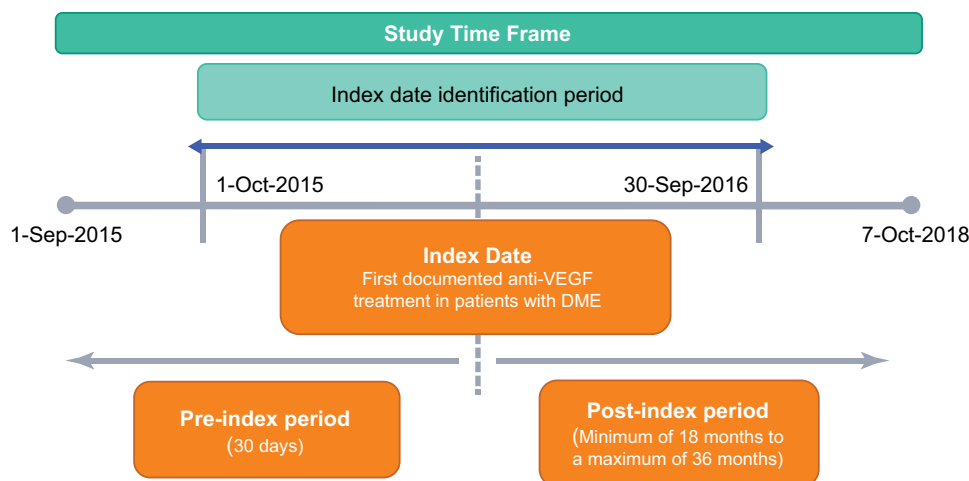 Study Time Frame
Index date identification period
1-Oct-2015
30-Sep-2016
1-Sep-2015
7-Oct-2018
Index Date
First documented anti-VEGF
treatment in patients with DME
Pre-index period
(30 days)
Post-index period
(Minimum of 18 months to
a maximum of 36 months)